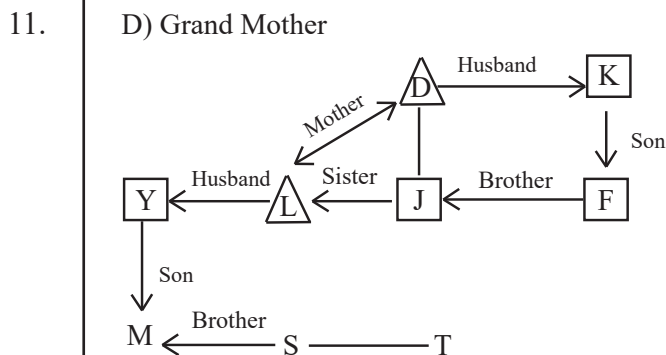 11. D) Grand Mother
Husband
D
K
Mother
Son
Husband
Sister
Brother
Y
L
J
F
Son
Brother
M
S
T